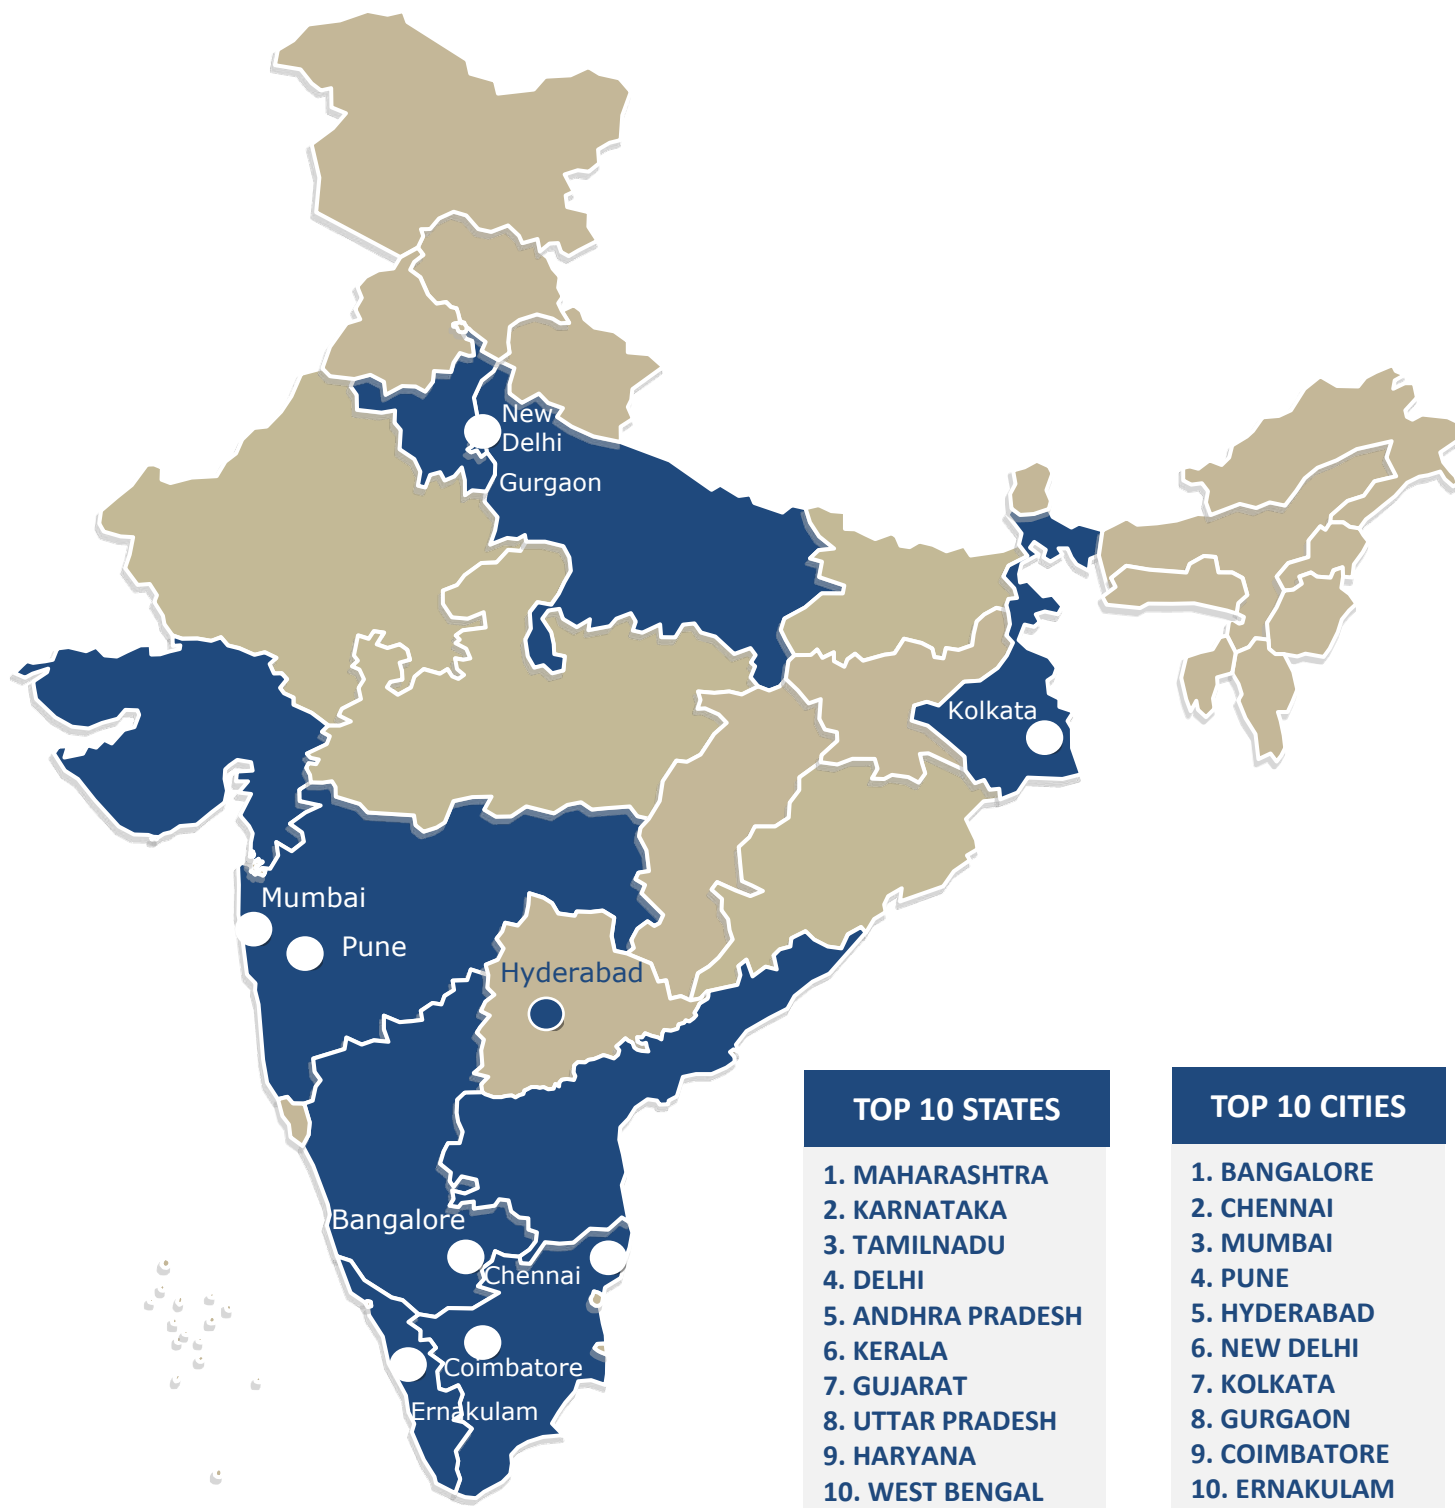 New
Delhi
Gurgaon
Kolkata
Mumbai
Pune
Hyderabad
Bangalore
Chennai
Coimbatore
Ernakulam
TOP 10 STATES
1. MAHARASHTRA
2. KARNATAKA
3. TAMILNADU
4. DELHI
5. ANDHRA PRADESH
6. KERALA
7. GUJARAT
8. UTTAR PRADESH
9. HARYANA
10. WEST BENGAL
TOP 10 CITIES
1. BANGALORE
2. CHENNAI
3. MUMBAI
4. PUNE
5. HYDERABAD
6. NEW DELHI
7. KOLKATA
8. GURGAON
9. COIMBATORE
10. ERNAKULAM